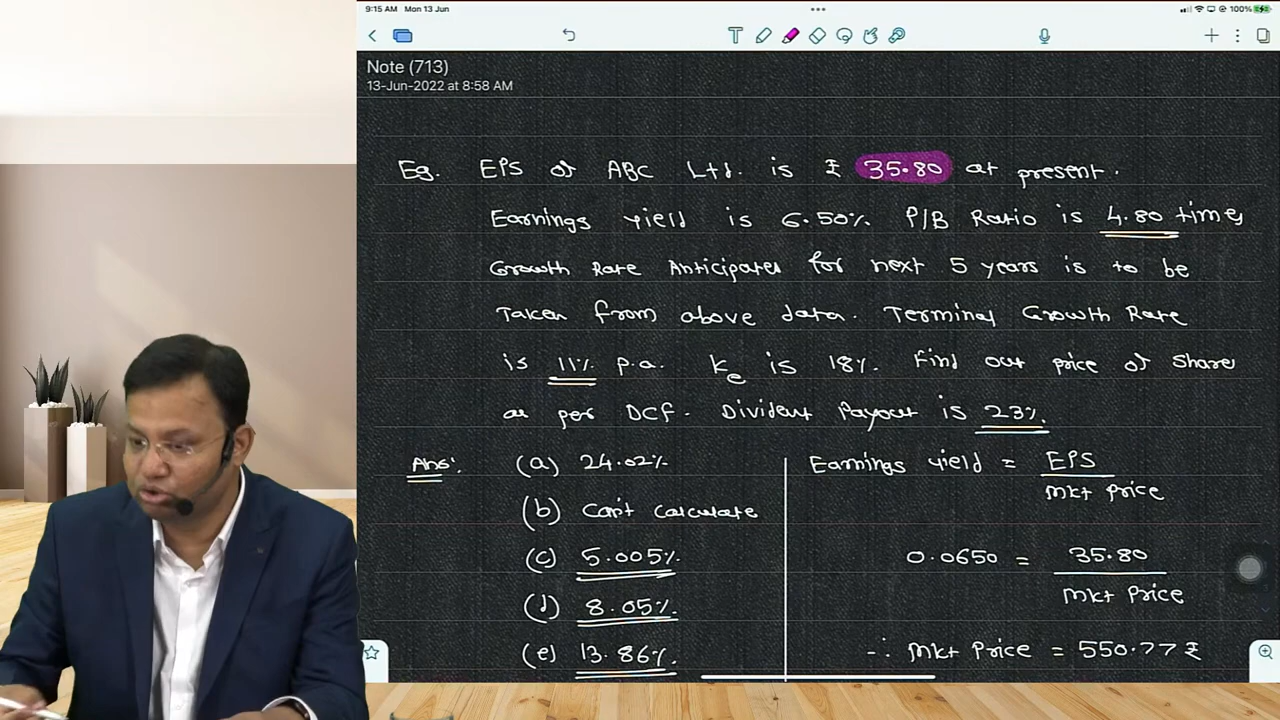 9:15 AM Mon 13 Jun
100%
Note (713)
13-Jun-2022 at 8:58 AM
Eg. EPS of ABC Ltd. is ₹ 35.80 at present.
Earnings yield is 6.50% P/B Ratio is 4.80 times
Growth Rate Anticipated for next 5 years is to be
Taken from above data. Terminal Growth Rate
is 11% p.a. Ke is 18%. Find out price of Share
as per DCF. Divident Payout is 23%.
Ans: (a) 24.02%
(b) Can't calculate
(c) 5.005%
(d) 8.05%
(e) 13.86%
Earnings yield = EPS
Mkt Price
0.0650 = 35.80
Mkt Price
∴ Mkt Price = 550.77 ₹